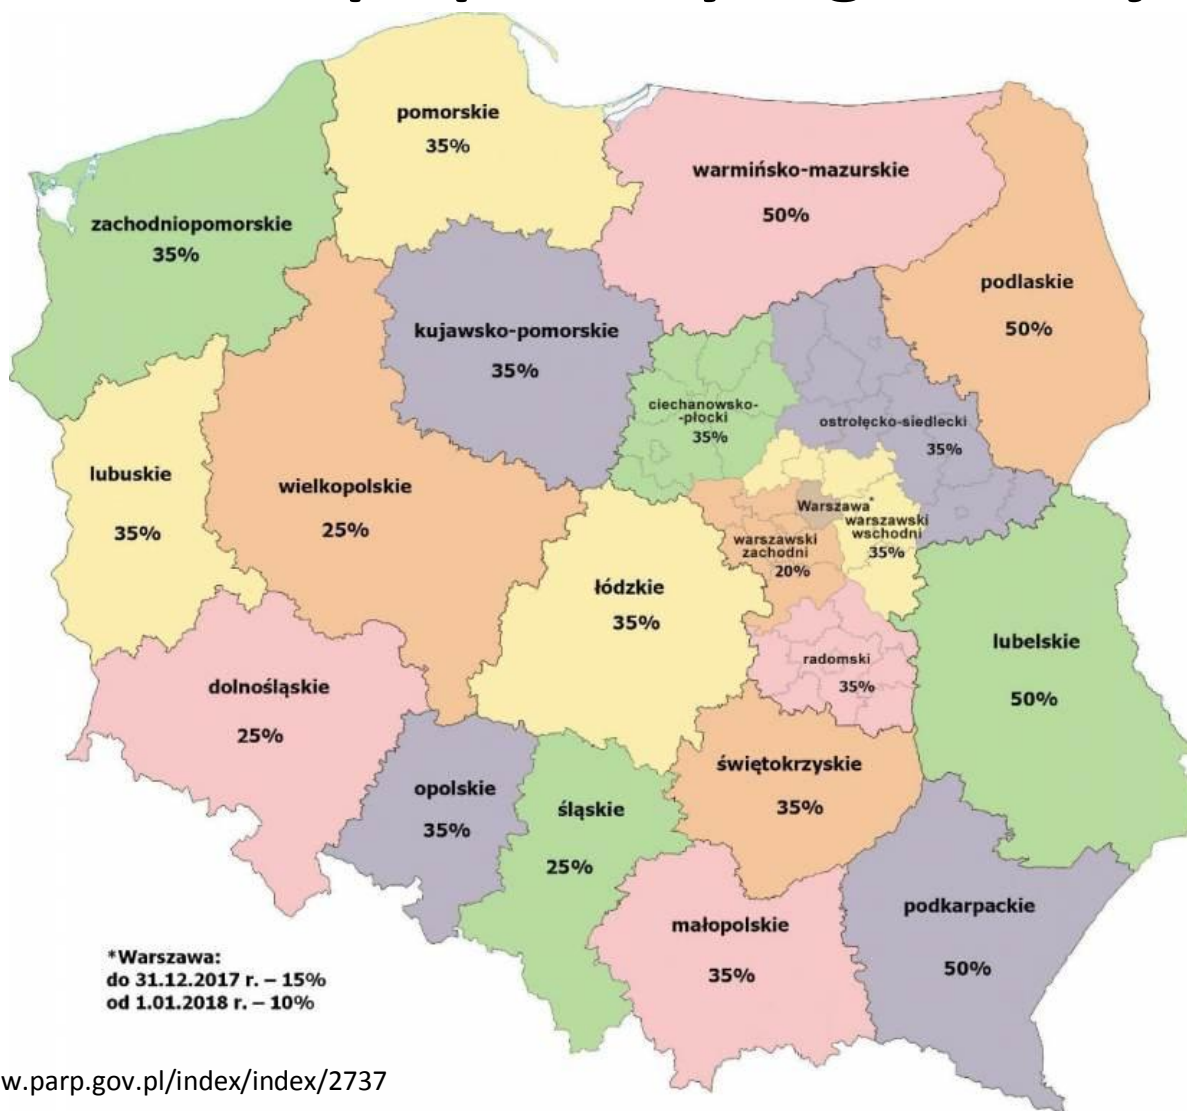 pomorskie
35%
warmińsko-mazurskie
50%
zachodniopomorskie
35%
podlaskie
50%
kujawsko-pomorskie
35%
ciechanowsko-
-płocki
35%
ostrołęcko-siedlecki
35%
lubuskie
35%
wielkopolskie
25%
Warszawa*
warszawski
wschodni
35%
warszawski
zachodni
20%
łódzkie
35%
lubelskie
50%
radomski
35%
dolnośląskie
25%
świętokrzyskie
35%
opolskie
35%
śląskie
25%
podkarpackie
50%
małopolskie
35%
*Warszawa:
do 31.12.2017 r. – 15%
od 1.01.2018 r. – 10%
w.parp.gov.pl/index/index/2737